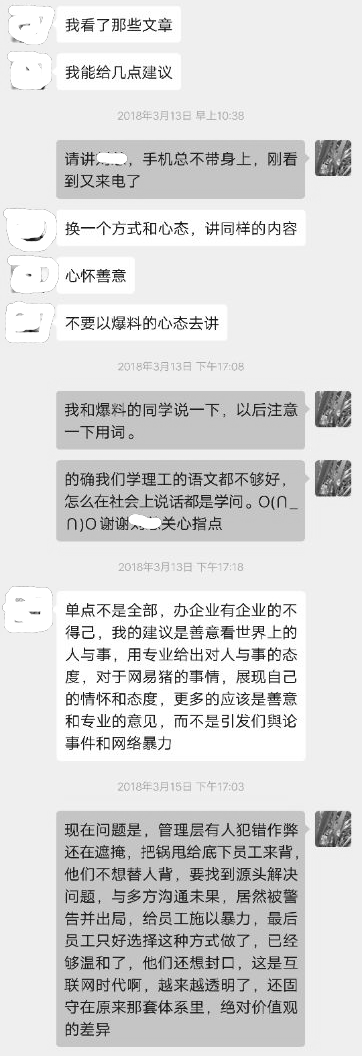 我看了那些文章
我能给几点建议
2018年3月13日 早上10:38
请讲，手机总不带身上，刚看
到又来电了
换一个方式和心态，讲同样的内容
心怀善意
不要以爆料的心态去讲
2018年3月13日 下午17:08
我和爆料的同学说一下，以后注意
一下用词。
的确我们学理工的语文都不够好，
怎么在社会上说话都是学问。O(∩_
∩)O 谢谢关心指点
2018年3月13日 下午17:18
单点不是全部，办企业有企业的不
得己，我的建议是善意看世界上的
人与事，用专业给出对人与事的态
度，对于网易猪的事情，展现自己
的情怀和态度，更多的应该是善意
和专业的意见，而不是引发们與论
事件和网络暴力
2018年3月15日 下午17:03
现在问题是，管理层有人犯错作弊
还在遮掩，把锅甩给底下员工来背，
他们不想替人背，要找到源头解决
问题，与多方沟通未果，居然被警
告并出局，给员工施以暴力，最后
员工只好选择这种方式做了，已经
够温和了，他们还想封口，这是互
联网时代啊，越来越透明了，还固
守在原来那套体系里，绝对价值观
的差异